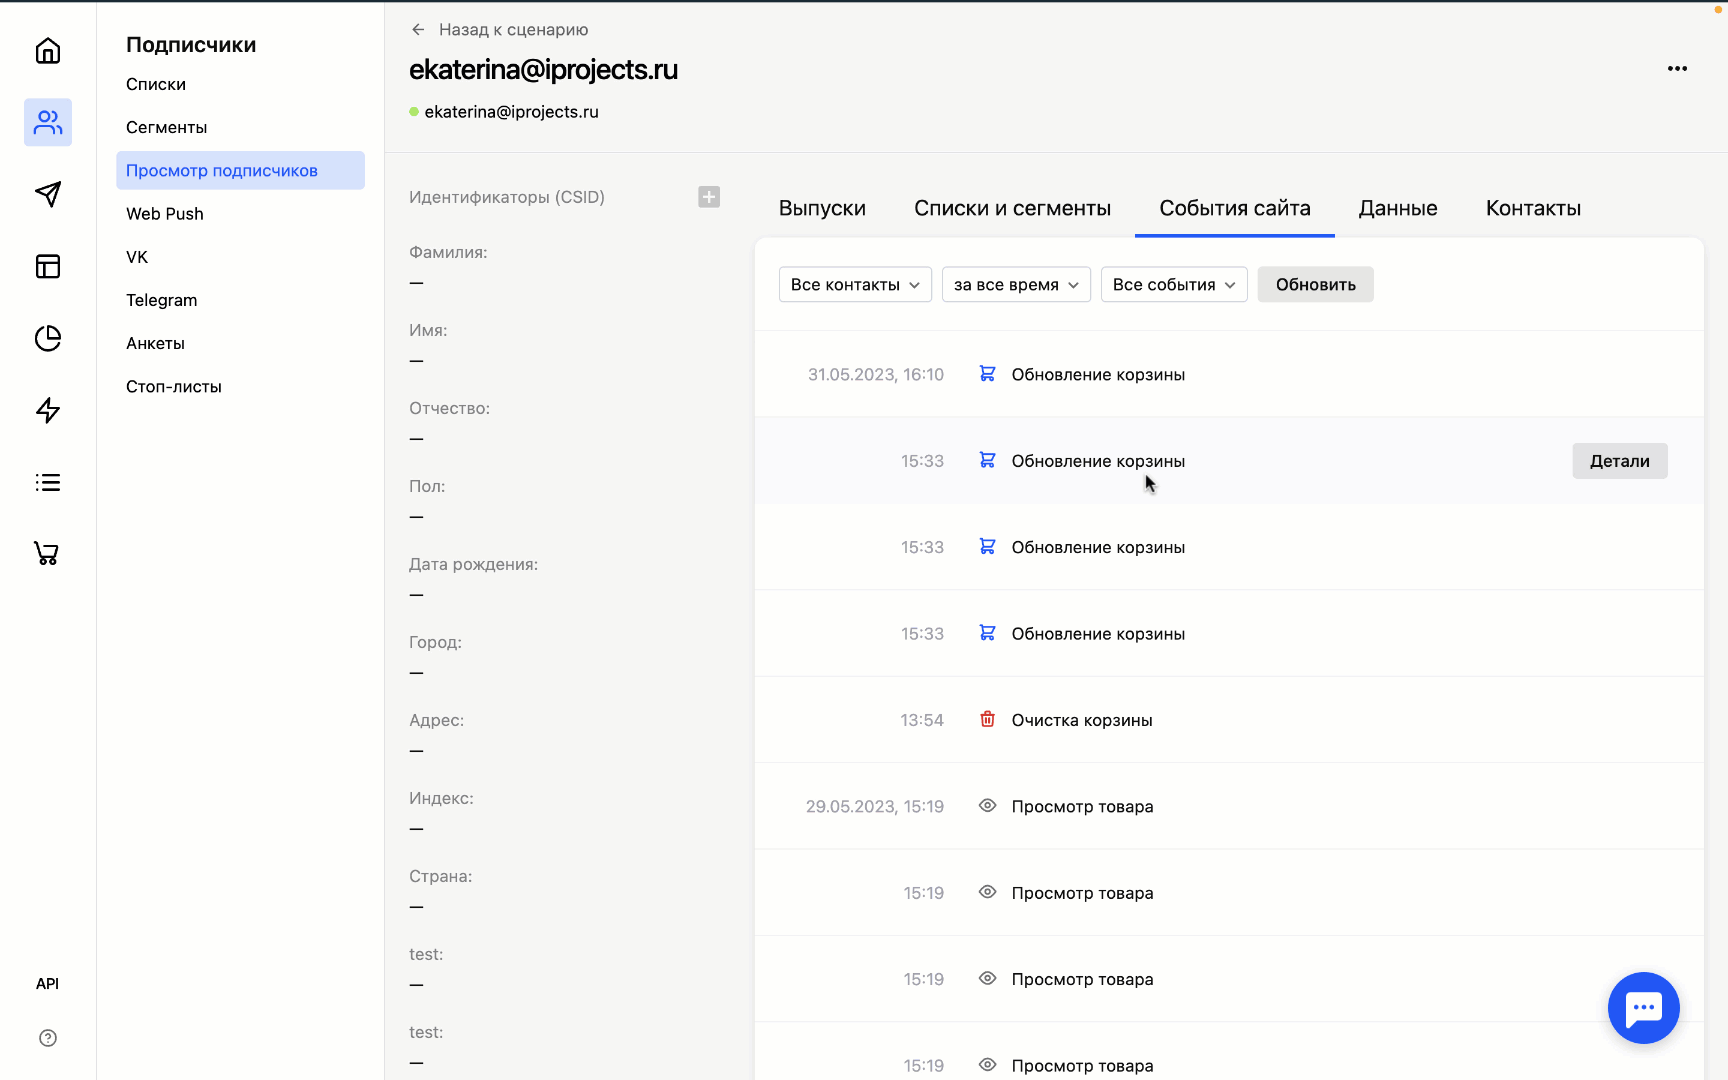 Подписчики
Списки
Сегменты
Просмотр подписчиков
Web Push
VK
Telegram
Анкеты
Стоп-листы
API
Назад к сценарию
ekaterina@iprojects.ru
ekaterina@iprojects.ru
Идентификаторы (CSID)
Фамилия:
—
Имя:
—
Отчество:
—
Пол:
—
Дата рождения:
—
Город:
—
Адрес:
—
Индекс:
—
Страна:
—
test:
—
test:
—
Выпуски Списки и сегменты События сайта Данные Контакты
Все контакты за все время Все события Обновить
31.05.2023, 16:10 Обновление корзины
15:33 Обновление корзины Детали
15:33 Обновление корзины
15:33 Обновление корзины
13:54 Очистка корзины
29.05.2023, 15:19 Просмотр товара
15:19 Просмотр товара
15:19 Просмотр товара
15:19 Просмотр товара